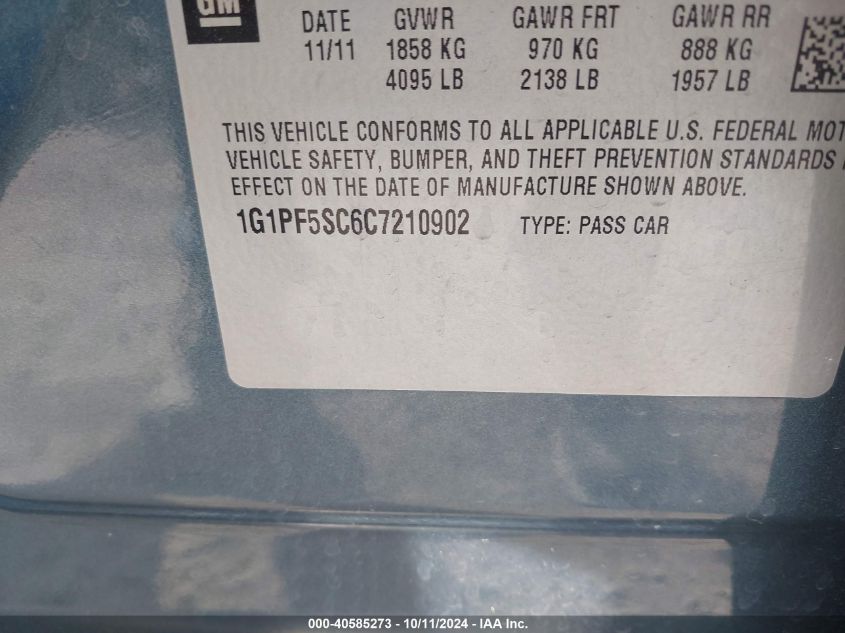 GM
DATE GVWR GAWR FRT GAWR RR
11/11 1858 KG 970 KG 888 KG
4095 LB 2138 LB 1957 LB
THIS VEHICLE CONFORMS TO ALL APPLICABLE U.S. FEDERAL MOT
VEHICLE SAFETY, BUMPER, AND THEFT PREVENTION STANDARDS
EFFECT ON THE DATE OF MANUFACTURE SHOWN ABOVE.
1G1PF5SC6C7210902 TYPE: PASS CAR
000-40585273 - 10/11/2024 - IAA Inc.